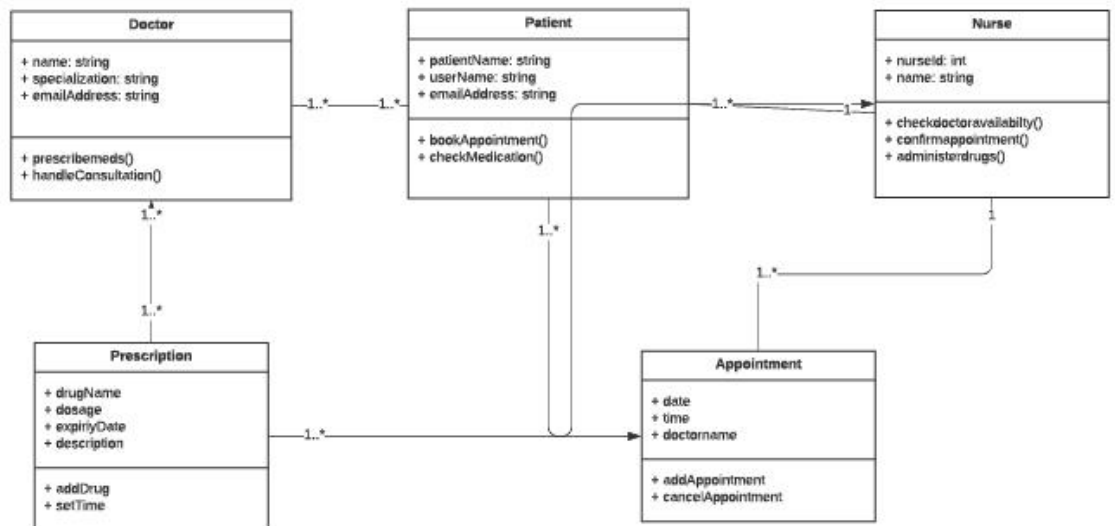 Doctor
+ name: string
+ specialization: string
+ emailAddress: string
+ prescribemeds()
+ handleConsultation()
1..*
1..*
Patient
+ patientName: string
+ userName: string
+ emailAddress: string
+ bookAppointment()
+ checkMedication()
1..*
1
Nurse
+ nurseId: int
+ name: string
+ checkdoctoravailabilty()
+ confirmappointment()
+ administerdrugs()
1..*
1..*
1
1..*
1..*
Prescription
+ drugName
+ dosage
+ expiriyDate
+ description
+ addDrug
+ setTime
1..*
Appointment
+ date
+ time
+ doctorname
+ addAppointment
+ cancelAppointment